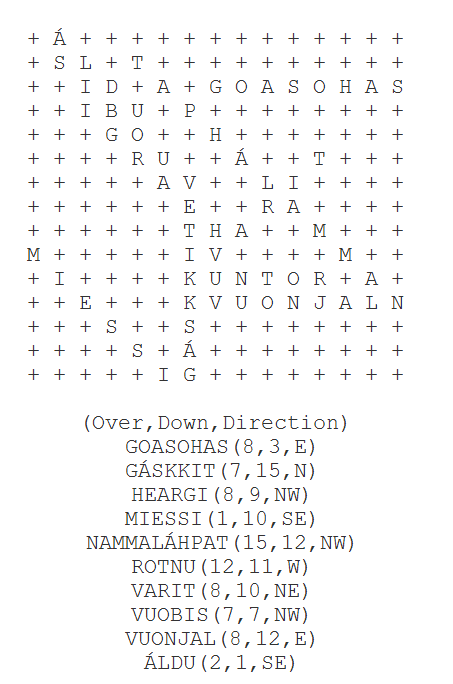 + Á + + + + + + + + + + + + +
+ S L + T + + + + + + + + + +
+ + I D + A + G O A S O H A S
+ + I B U + P + + + + + + + +
+ + + G O + + H + + + + + + +
+ + + + R U + + Á + + T + + +
+ + + + + A V + + L I + + + +
+ + + + + + E + + R A + + + +
+ + + + + + T H A + + M + + +
M + + + + + I V + + + + M + +
+ I + + + + K U N T O R + A +
+ + E + + + K V U O N J A L N
+ + + S + + S + + + + + + + +
+ + + + S + Á + + + + + + + +
+ + + + + I G + + + + + + + +
(Over,Down,Direction)
GOASOHAS(8,3,E)
GÁSKKIT(7,15,N)
HEARGI(8,9,NW)
MIESSI(1,10,SE)
NAMMALÁHPAT(15,12,NW)
ROTNU(12,11,W)
VARIT(8,10,NE)
VUOBIS(7,7,NW)
VUONJAL(8,12,E)
ÁLDU(2,1,SE)